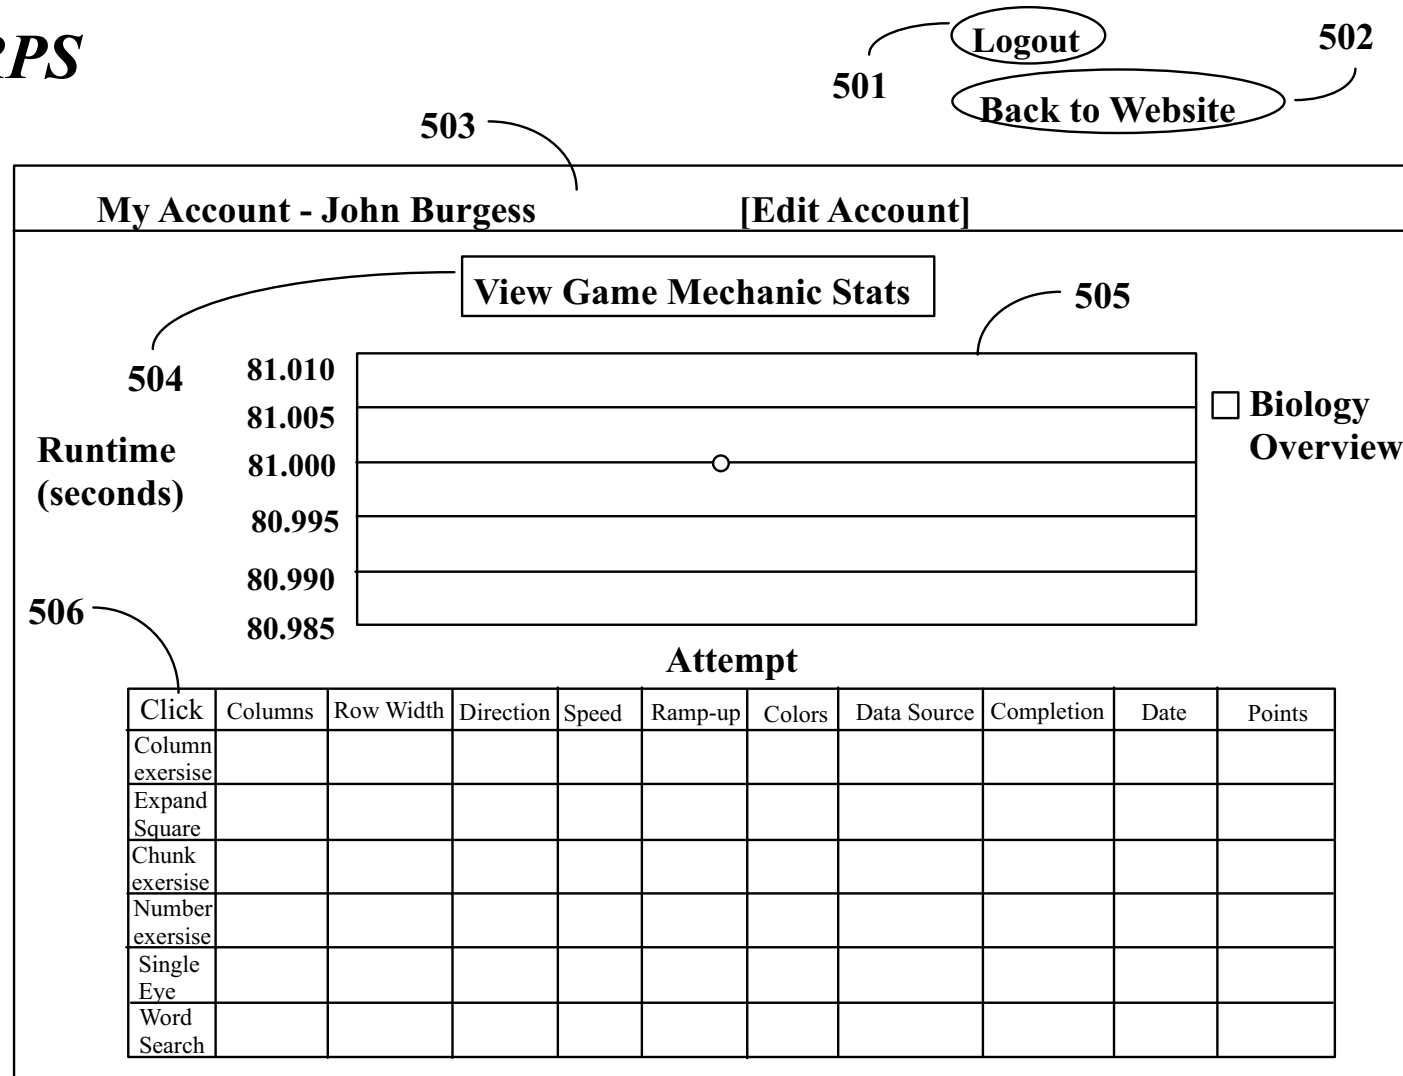 RPS
Logout
501
502
Back to Website
503
My Account - John Burgess [Edit Account]
View Game Mechanic Stats
504
505
Runtime
(seconds)
81.010
81.005
81.000
80.995
80.990
80.985
Biology
Overview
Attempt
506
Click Columns Row Width Direction Speed Ramp-up Colors Data Source Completion Date Points
Column
exersise
Expand
Square
Chunk
exersise
Number
exersise
Single
Eye
Word
Search